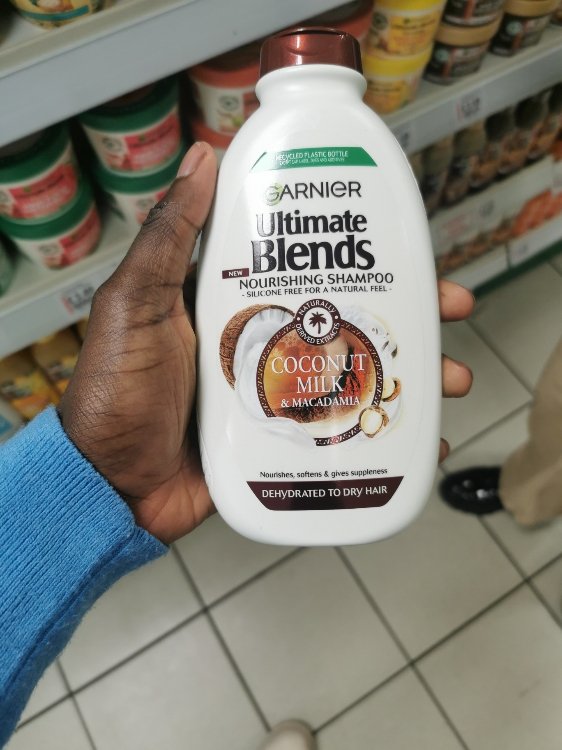 RECYCLED PLASTIC BOTTLE
GARNIER
Ultimate
Blends
NEW
NOURISHING SHAMPOO
- SILICONE FREE FOR A NATURAL FEEL -
NATURALLY
DERIVED EXTRACTS
COCONUT
MILK
& MACADAMIA
Nourishes, softens & gives suppleness
DEHYDRATED TO DRY HAIR